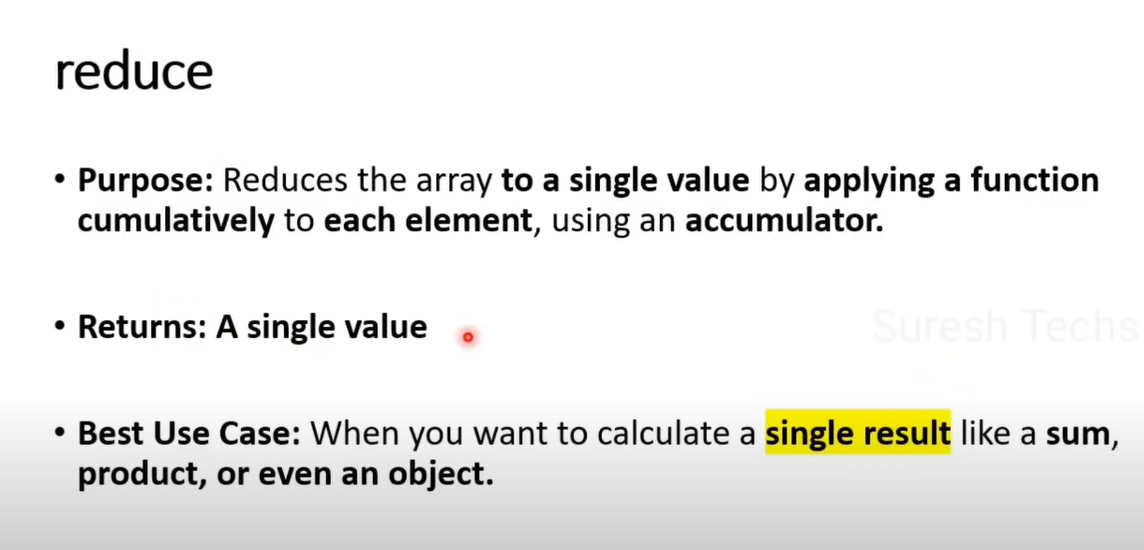 reduce
• Purpose: Reduces the array to a single value by applying a function
cumulatively to each element, using an accumulator.
• Returns: A single value
Suresh Techs
• Best Use Case: When you want to calculate a single result like a sum,
product, or even an object.